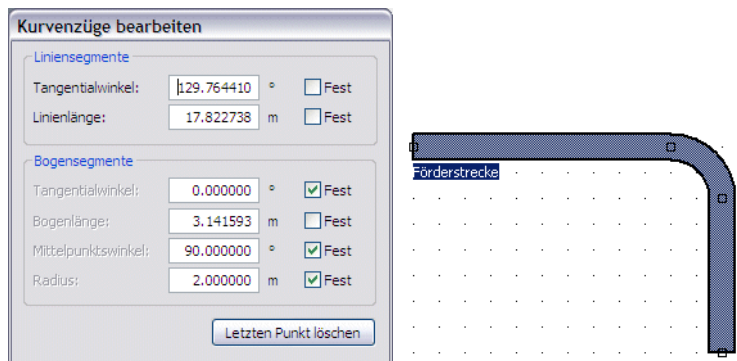 Kurvenzüge bearbeiten
Liniensegmente
Tangentialwinkel: 129.764410 ° Fest
Linienlänge: 17.822738 m Fest
Bogensegmente
Tangentialwinkel: 0.000000 ° Fest
Bogenlänge: 3.141593 m Fest
Mittelpunktswinkel: 90.000000 ° Fest
Radius: 2.000000 m Fest
Letzten Punkt löschen
Förderstrecke